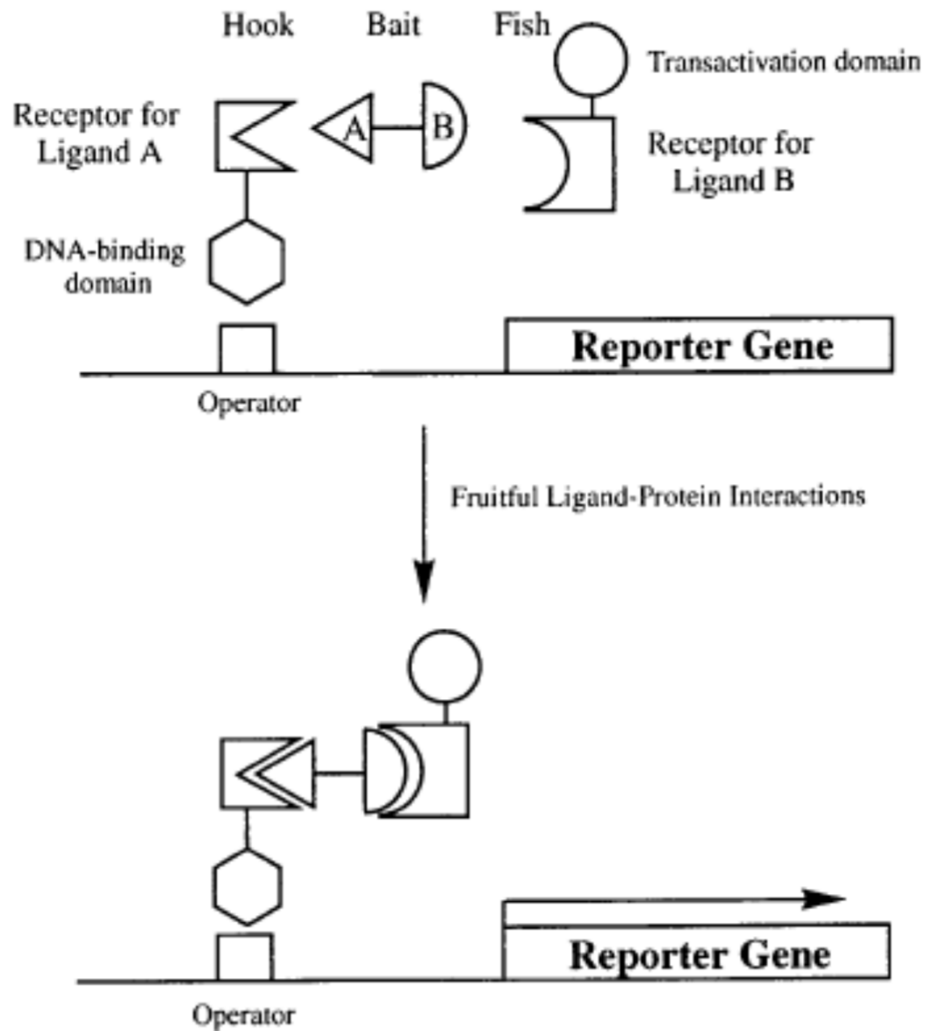 Hook Bait Fish
Transactivation domain
Receptor for
Ligand A
A B
Receptor for
Ligand B
DNA-binding
domain
Reporter Gene
Operator
Fruitful Ligand-Protein Interactions
Reporter Gene
Operator